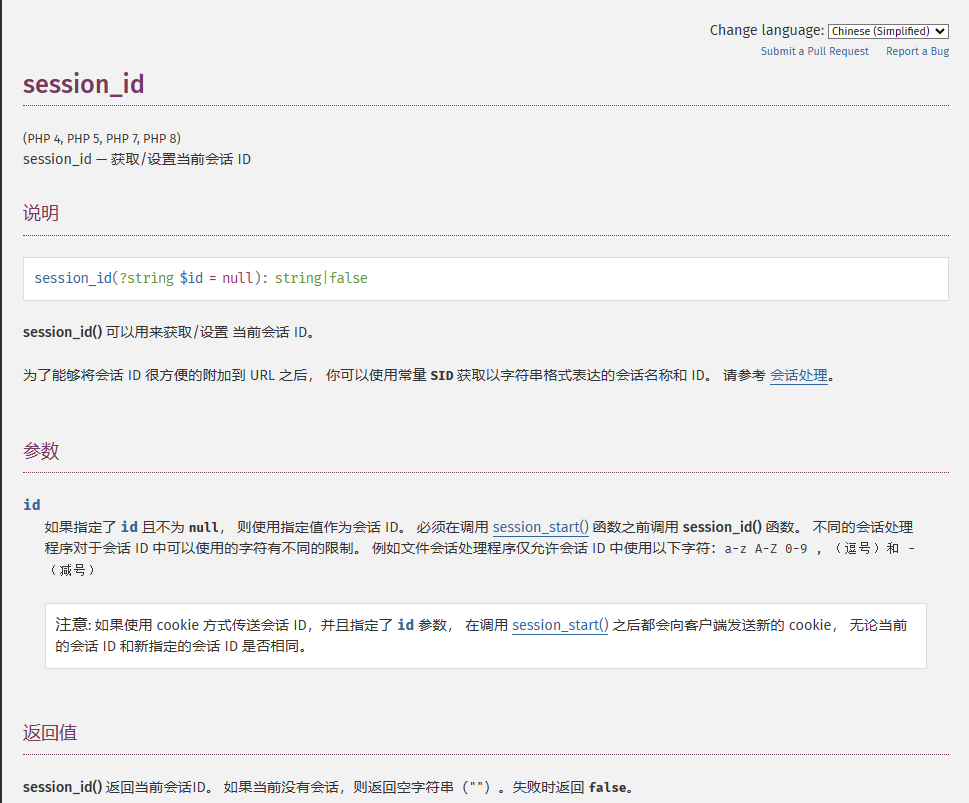 Change language: Chinese (Simplified)
Submit a Pull Request Report a Bug
session_id
(PHP 4, PHP 5, PHP 7, PHP 8)
session_id — 获取/设置当前会话 ID
说明
session_id(?string $id = null): string|false
session_id() 可以用来获取/设置 当前会话 ID。
为了能够将会话 ID 很方便的附加到 URL 之后， 你可以使用常量 SID 获取以字符串格式表达的会话名称和 ID。 请参考 会话处理。
参数
id
如果指定了 id 且不为 null， 则使用指定值作为会话 ID。 必须在调用 session_start() 函数之前调用 session_id() 函数。 不同的会话处理
程序对于会话 ID 中可以使用的字符有不同的限制。 例如文件会话处理程序仅允许会话 ID 中使用以下字符：a-z A-Z 0-9 , （逗号）和 -
（减号）
注意: 如果使用 cookie 方式传送会话 ID，并且指定了 id 参数， 在调用 session_start() 之后都会向客户端发送新的 cookie， 无论当前
的会话 ID 和新指定的会话 ID 是否相同。
返回值
session_id() 返回当前会话ID。 如果当前没有会话，则返回空字符串（""）。失败时返回 false。